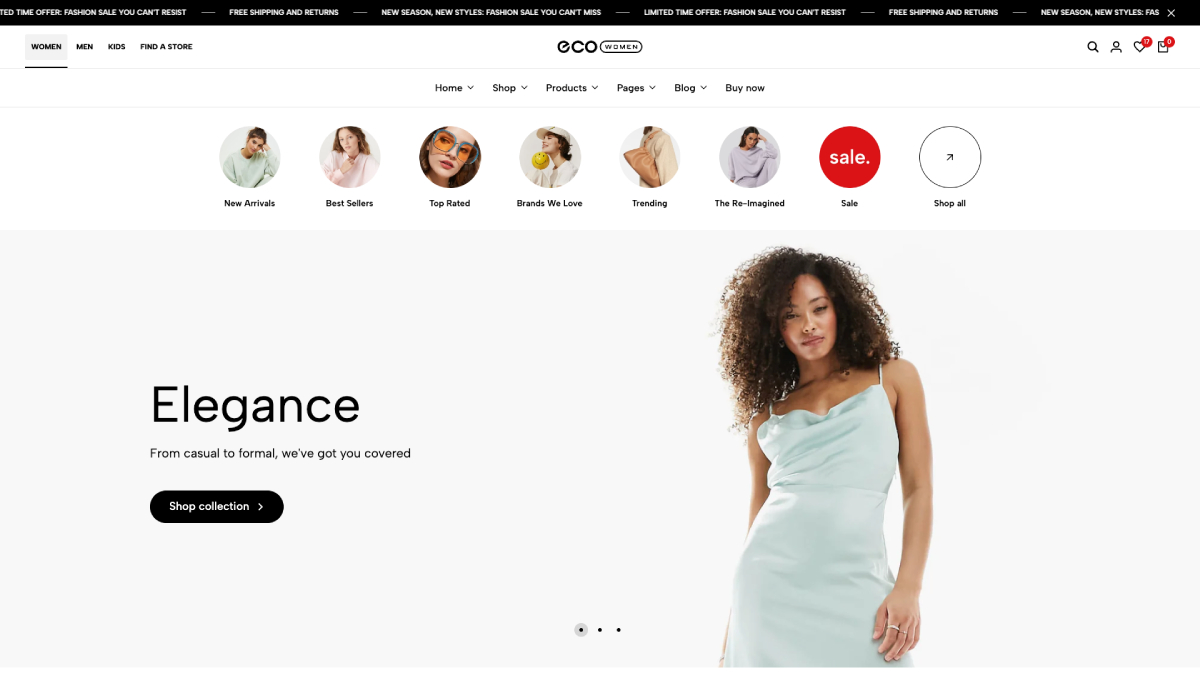 TED TIME OFFER: FASHION SALE YOU CAN'T RESIST — FREE SHIPPING AND RETURNS — NEW SEASON, NEW STYLES: FASHION SALE YOU CAN'T MISS — LIMITED TIME OFFER: FASHION SALE YOU CAN'T RESIST — FREE SHIPPING AND RETURNS — NEW SEASON, NEW STYLES: FAS
WOMEN MEN KIDS FIND A STORE eco WOMEN 17 0
Home Shop Products Pages Blog Buy now
sale.
New Arrivals Best Sellers Top Rated Brands We Love Trending The Re-Imagined Sale Shop all
Elegance
From casual to formal, we've got you covered
Shop collection